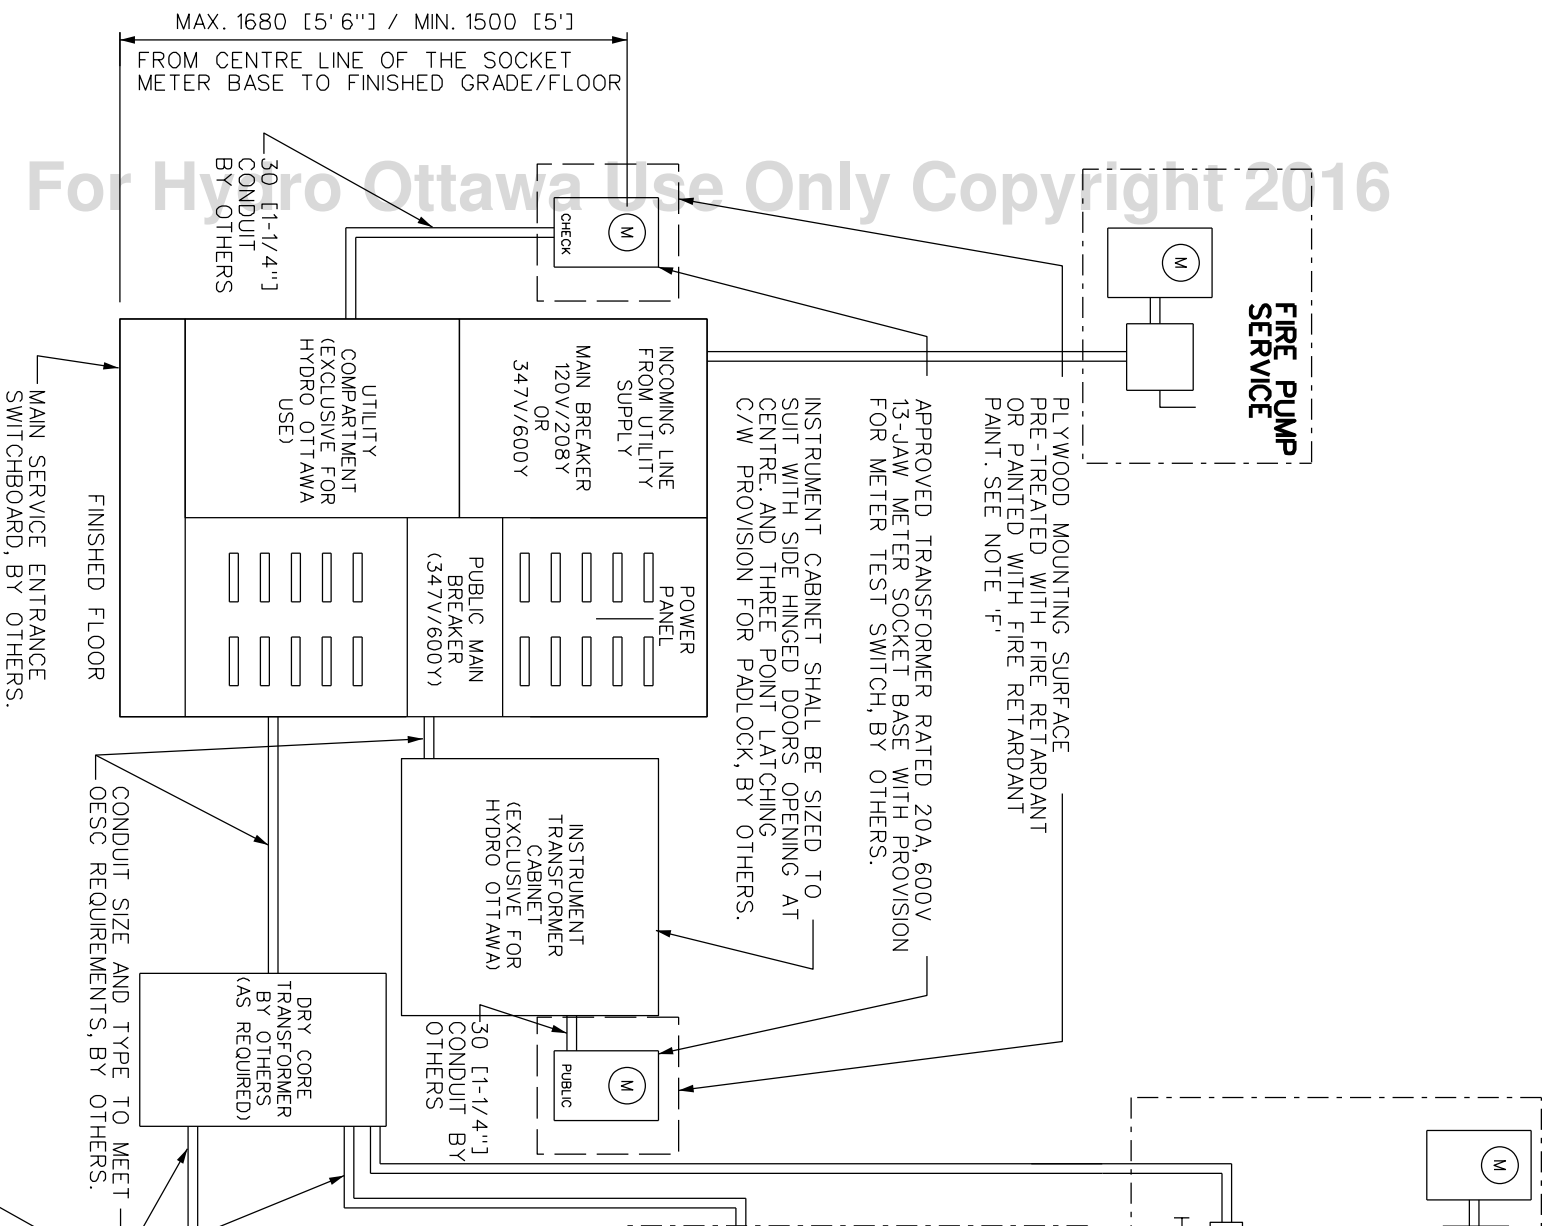 MAX. 1680 [5' 6"] / MIN. 1500 [5']
FROM CENTRE LINE OF THE SOCKET
METER BASE TO FINISHED GRADE/FLOOR
For Hydro Ottawa Use Only Copyright 2016
30 [1-1/4"]
CONDUIT
BY OTHERS
M
CHECK
M
FIRE PUMP
SERVICE
PLYWOOD MOUNTING SURFACE
PRE-TREATED WITH FIRE RETARDANT
OR PAINTED WITH FIRE RETARDANT
PAINT. SEE NOTE 'F'
APPROVED TRANSFORMER RATED 20A, 600V
13-JAW METER SOCKET BASE WITH PROVISION
FOR METER TEST SWITCH, BY OTHERS.
INSTRUMENT CABINET SHALL BE SIZED TO
SUIT WITH SIDE HINGED DOORS OPENING AT
CENTRE. AND THREE POINT LATCHING
C/W PROVISION FOR PADLOCK, BY OTHERS.
INCOMING LINE
FROM UTILITY
SUPPLY
MAIN BREAKER
120V/208Y
OR
347V/600Y
UTILITY
COMPARTMENT
(EXCLUSIVE FOR
HYDRO OTTAWA
USE)
POWER
PANEL
PUBLIC MAIN
BREAKER
(347V/600Y)
FINISHED FLOOR
MAIN SERVICE ENTRANCE
SWITCHBOARD, BY OTHERS.
INSTRUMENT
TRANSFORMER
CABINET
(EXCLUSIVE FOR
HYDRO OTTAWA)
30 [1-1/4"]
CONDUIT BY
OTHERS
M
PUBLIC
DRY CORE
TRANSFORMER
BY OTHERS
(AS REQUIRED)
CONDUIT SIZE AND TYPE TO MEET
OESC REQUIREMENTS, BY OTHERS.
M